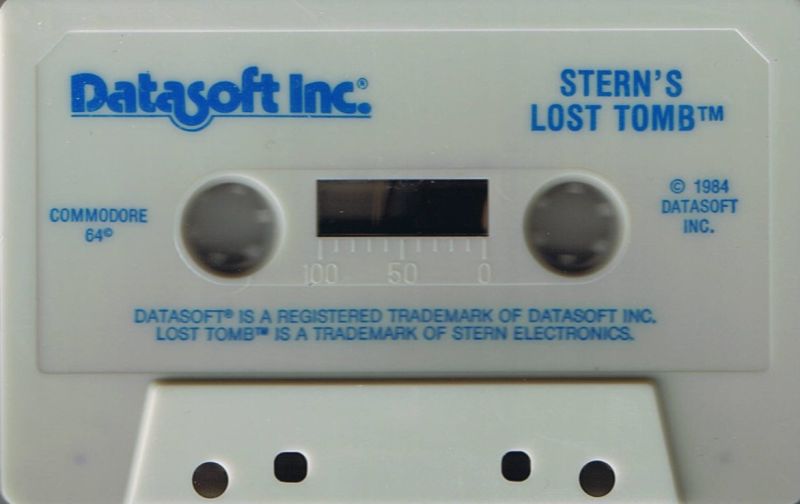 Datasoft Inc.®
STERN'S
LOST TOMB™
COMMODORE
64©
© 1984
DATASOFT
INC.
100 50 0
DATASOFT® IS A REGISTERED TRADEMARK OF DATASOFT INC.
LOST TOMB™ IS A TRADEMARK OF STERN ELECTRONICS.